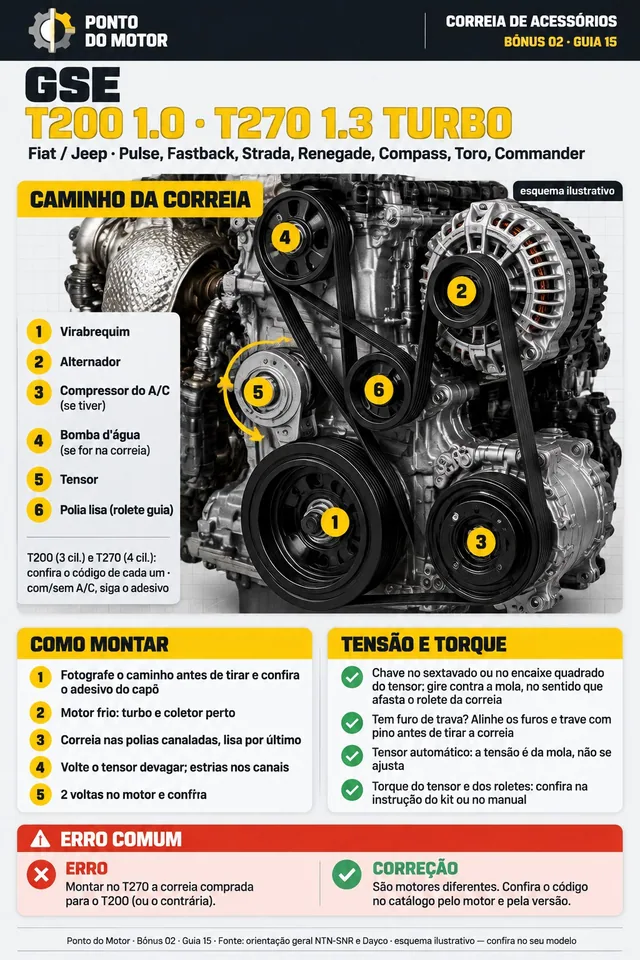 PONTO
DO MOTOR
CORREIA DE ACESSÓRIOS
BÔNUS 02 · GUIA 15
GSE
T200 1.0 · T270 1.3 TURBO
Fiat / Jeep · Pulse, Fastback, Strada, Renegade, Compass, Toro, Commander
CAMINHO DA CORREIA
esquema ilustrativo
4
2
5
6
1
3
1 Virabrequim
2 Alternador
3 Compressor do A/C
(se tiver)
4 Bomba d'água
(se for na correia)
5 Tensor
6 Polia lisa (rolete guia)
T200 (3 cil.) e T270 (4 cil.):
confira o código de cada um ·
com/sem A/C, siga o adesivo
COMO MONTAR
1 Fotografe o caminho antes de tirar e confira
o adesivo do capô
2 Motor frio: turbo e coletor perto
3 Correia nas polias canaladas, lisa por último
4 Volte o tensor devagar; estrias nos canais
5 2 voltas no motor e confira
TENSÃO E TORQUE
Chave no sextavado ou no encaixe quadrado
do tensor; gire contra a mola, no sentido que
afasta o rolete da correia
Tem furo de trava? Alinhe os furos e trave com
pino antes de tirar a correia
Tensor automático: a tensão é da mola, não se
ajusta
Torque do tensor e dos roletes: confira na
instrução do kit ou no manual
ERRO COMUM
ERRO
Montar no T270 a correia comprada
para o T200 (ou o contrário).
CORREÇÃO
São motores diferentes. Confira o código
no catálogo pelo motor e pela versão.
Ponto do Motor · Bônus 02 · Guia 15 · Fonte: orientação geral NTN-SNR e Dayco · esquema ilustrativo — confira no seu modelo